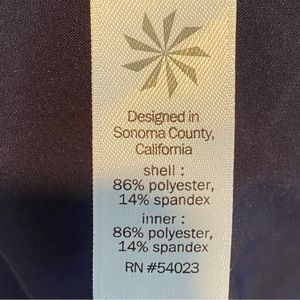 Designed in
Sonoma County,
California
shell :
86% polyester,
14% spandex
inner :
86% polyester,
14% spandex
RN #54023